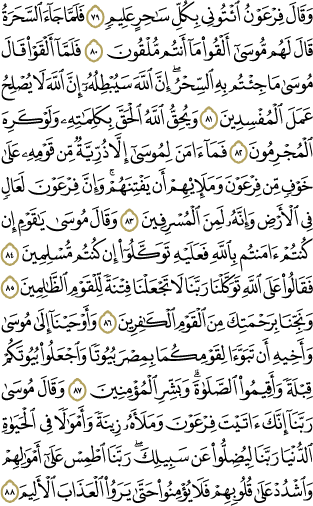 وَقَالَ فِرْعَوْنُ ٱئْتُونِى بِكُلِّ سَٰحِرٍ عَلِيمٍ ٧٩ فَلَمَّا جَآءَ ٱلسَّحَرَةُ
قَالَ لَهُم مُّوسَىٰٓ أَلْقُوا۟ مَآ أَنتُم مُّلْقُونَ ٨٠ فَلَمَّآ أَلْقَوْا۟ قَالَ
مُوسَىٰ مَا جِئْتُم بِهِ ٱلسِّحْرُ ۖ إِنَّ ٱللَّهَ سَيُبْطِلُهُۥٓ ۖ إِنَّ ٱللَّهَ لَا يُصْلِحُ
عَمَلَ ٱلْمُفْسِدِينَ ٨١ وَيُحِقُّ ٱللَّهُ ٱلْحَقَّ بِكَلِمَٰتِهِۦ وَلَوْ كَرِهَ
ٱلْمُجْرِمُونَ ٨٢ فَمَآ ءَامَنَ لِمُوسَىٰٓ إِلَّا ذُرِّيَّةٌ مِّن قَوْمِهِۦ عَلَىٰ
خَوْفٍ مِّن فِرْعَوْنَ وَمَلَإِي۟هِمْ أَن يَفْتِنَهُمْ ۚ وَإِنَّ فِرْعَوْنَ لَعَالٍ
فِى ٱلْأَرْضِ وَإِنَّهُۥ لَمِنَ ٱلْمُسْرِفِينَ ٨٣ وَقَالَ مُوسَىٰ يَٰقَوْمِ إِن
كُنتُمْ ءَامَنتُم بِٱللَّهِ فَعَلَيْهِ تَوَكَّلُوٓا۟ إِن كُنتُم مُّسْلِمِينَ ٨٤
فَقَالُوا۟ عَلَى ٱللَّهِ تَوَكَّلْنَا رَبَّنَا لَا تَجْعَلْنَا فِتْنَةً لِّلْقَوْمِ ٱلظَّٰلِمِينَ ٨٥
وَنَجِّنَا بِرَحْمَتِكَ مِنَ ٱلْقَوْمِ ٱلْكَٰفِرِينَ ٨٦ وَأَوْحَيْنَآ إِلَىٰ مُوسَىٰ
وَأَخِيهِ أَن تَبَوَّءَا لِقَوْمِكُمَا بِمِصْرَ بُيُوتًا وَٱجْعَلُوا۟ بُيُوتَكُمْ
قِبْلَةً وَأَقِيمُوا۟ ٱلصَّلَوٰةَ ۗ وَبَشِّرِ ٱلْمُؤْمِنِينَ ٨٧ وَقَالَ مُوسَىٰ
رَبَّنَآ إِنَّكَ ءَاتَيْتَ فِرْعَوْنَ وَمَلَأَهُۥ زِينَةً وَأَمْوَٰلًا فِى ٱلْحَيَوٰةِ
ٱلدُّنْيَا رَبَّنَا لِيُضِلُّوا۟ عَن سَبِيلِكَ ۖ رَبَّنَا ٱطْمِسْ عَلَىٰٓ أَمْوَٰلِهِمْ
وَٱشْدُدْ عَلَىٰ قُلُوبِهِمْ فَلَا يُؤْمِنُوا۟ حَتَّىٰ يَرَوُا۟ ٱلْعَذَابَ ٱلْأَلِيمَ ٨٨